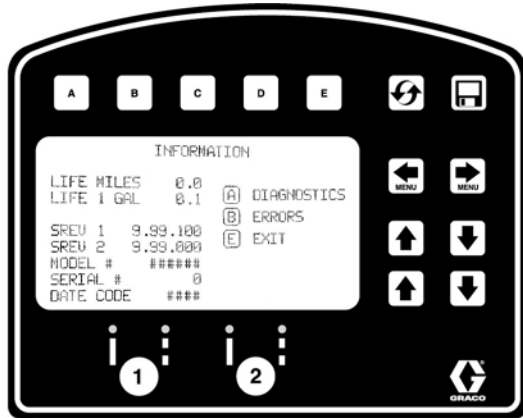 A B C D E
INFORMATION
LIFE MILES 0.0
LIFE 1 GAL 0.1
A DIAGNOSTICS
B ERRORS
E EXIT
SREV 1 9.99.100
SREV 2 9.99.000
MODEL # ######
SERIAL # 0
DATE CODE ####
MENU MENU
1 2
GRACO